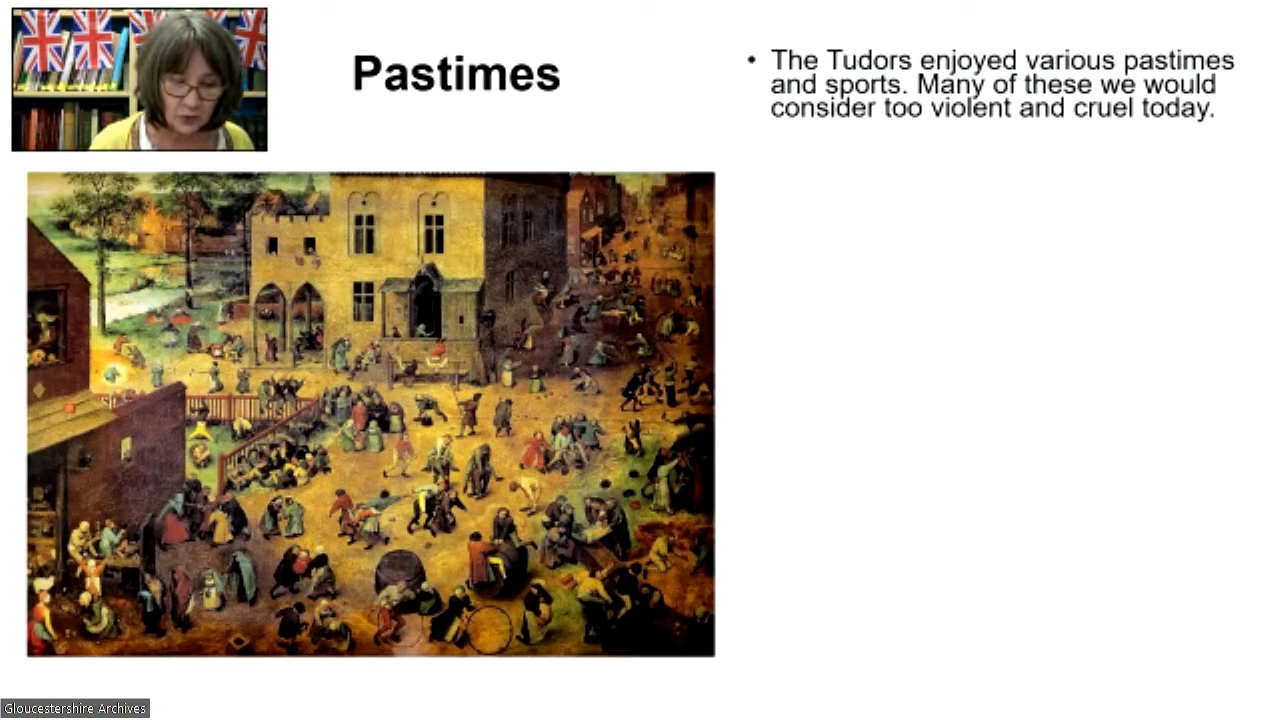 Pastimes
• The Tudors enjoyed various pastimes
and sports. Many of these we would
consider too violent and cruel today.
Gloucestershire Archives